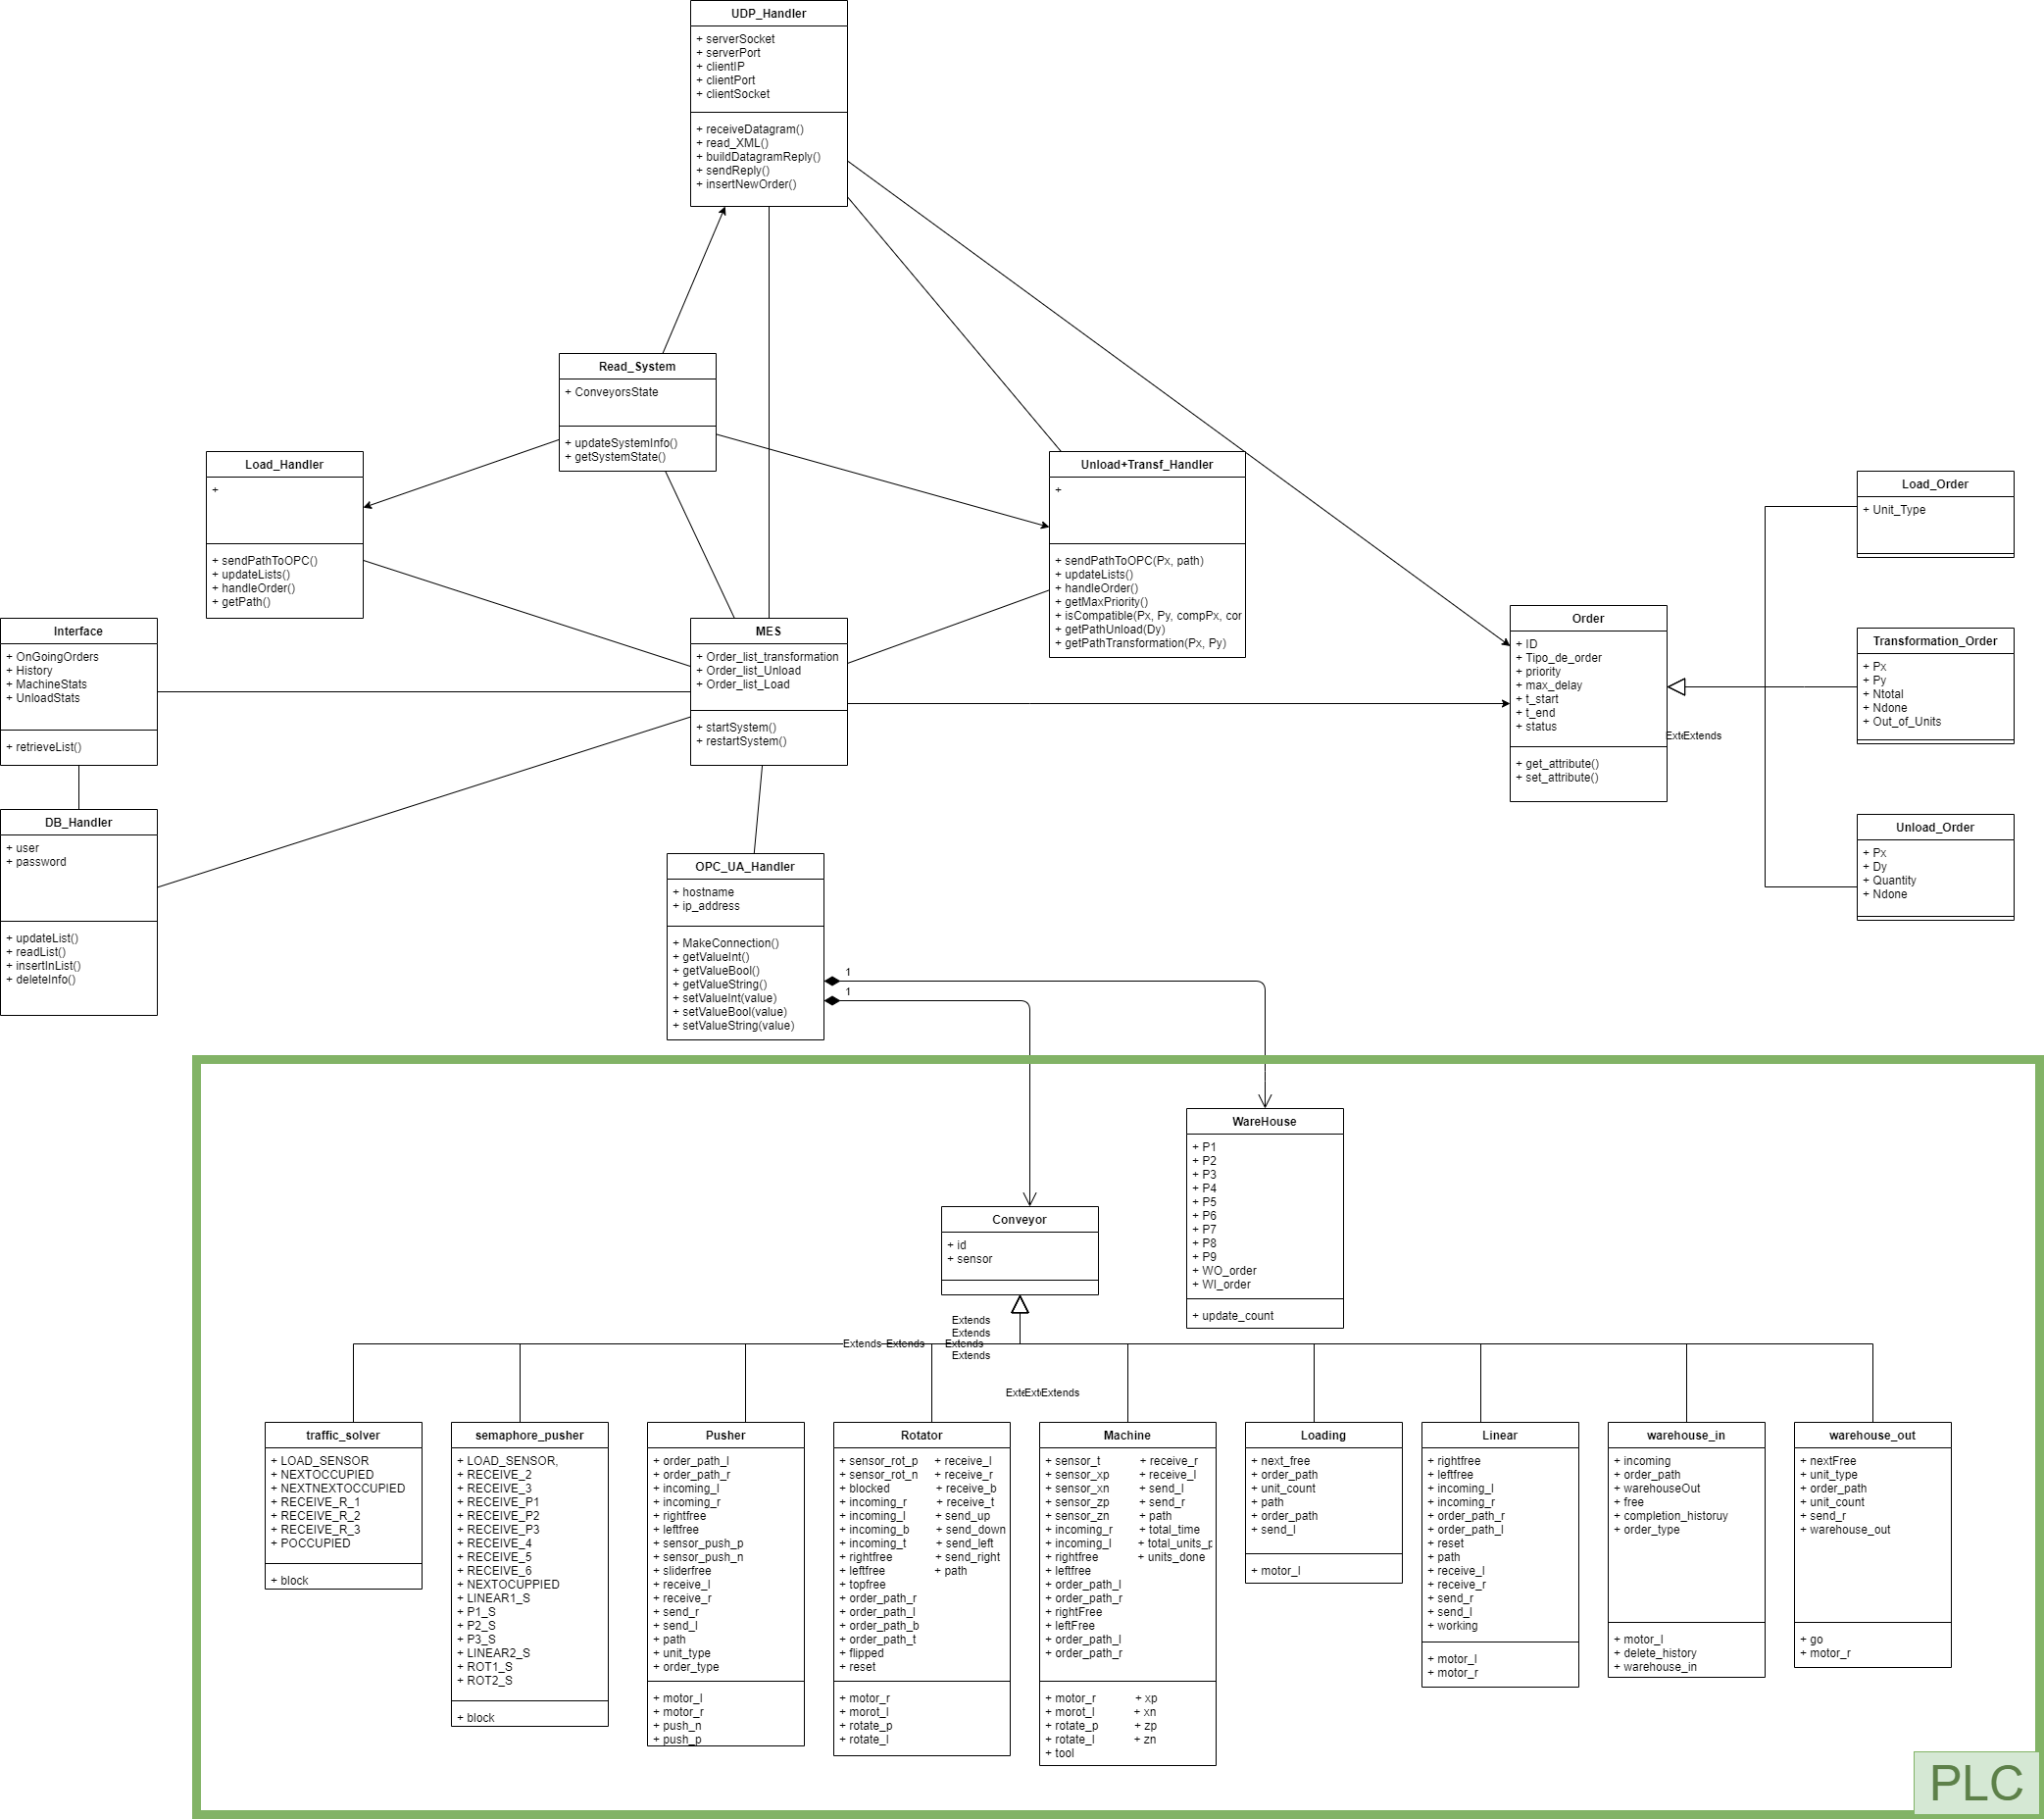 UDP_Handler
+ serverSocket
+ serverPort
+ clientIP
+ clientPort
+ clientSocket
+ receiveDatagram()
+ read_XML()
+ buildDatagramReply()
+ sendReply()
+ insertNewOrder()
Read_System
+ ConveyorsState
+ updateSystemInfo()
+ getSystemState()
Load_Handler
+
+ sendPathToOPC()
+ updateLists()
+ handleOrder()
+ getPath()
Unload+Transf_Handler
+
+ sendPathToOPC(Px, path)
+ updateLists()
+ handleOrder()
+ getMaxPriority()
+ isCompatible(Px, Py, compPx, cor
+ getPathUnload(Dy)
+ getPathTransformation(Px, Py)
Load_Order
+ Unit_Type
Interface
+ OnGoingOrders
+ History
+ MachineStats
+ UnloadStats
+ retrieveList()
MES
+ Order_list_transformation
+ Order_list_Unload
+ Order_list_Load
+ startSystem()
+ restartSystem()
Order
+ ID
+ Tipo_de_order
+ priority
+ max_delay
+ t_start
+ t_end
+ status
+ get_attribute()
+ set_attribute()
Extends
Transformation_Order
+ Px
+ Py
+ Ntotal
+ Ndone
+ Out_of_Units
Unload_Order
+ Px
+ Dy
+ Quantity
+ Ndone
DB_Handler
+ user
+ password
+ updateList()
+ readList()
+ insertInList()
+ deleteInfo()
OPC_UA_Handler
+ hostname
+ ip_address
+ MakeConnection()
+ getValueInt()
+ getValueBool()
+ getValueString()
+ setValueInt(value)
+ setValueBool(value)
+ setValueString(value)
1
1
WareHouse
+ P1
+ P2
+ P3
+ P4
+ P5
+ P6
+ P7
+ P8
+ P9
+ WO_order
+ WI_order
+ update_count
Conveyor
+ id
+ sensor
Extends
Extends
Extends Extends Extends
Extends
Extends
traffic_solver
+ LOAD_SENSOR
+ NEXTOCCUPIED
+ NEXTNEXTOCCUPIED
+ RECEIVE_R_1
+ RECEIVE_R_2
+ RECEIVE_R_3
+ POCCUPIED
+ block
semaphore_pusher
+ LOAD_SENSOR,
+ RECEIVE_2
+ RECEIVE_3
+ RECEIVE_P1
+ RECEIVE_P2
+ RECEIVE_P3
+ RECEIVE_4
+ RECEIVE_5
+ RECEIVE_6
+ NEXTOCUPPIED
+ LINEAR1_S
+ P1_S
+ P2_S
+ P3_S
+ LINEAR2_S
+ ROT1_S
+ ROT2_S
+ block
Pusher
+ order_path_l
+ order_path_r
+ incoming_l
+ incoming_r
+ rightfree
+ leftfree
+ sensor_push_p
+ sensor_push_n
+ sliderfree
+ receive_l
+ receive_r
+ send_r
+ send_l
+ path
+ unit_type
+ order_type
+ motor_l
+ motor_r
+ push_n
+ push_p
Rotator
+ sensor_rot_p + receive_l
+ sensor_rot_n + receive_r
+ blocked + receive_b
+ incoming_r + receive_t
+ incoming_l + send_up
+ incoming_b + send_down
+ incoming_t + send_left
+ rightfree + send_right
+ leftfree + path
+ topfree
+ order_path_r
+ order_path_l
+ order_path_b
+ order_path_t
+ flipped
+ reset
+ motor_r
+ morot_l
+ rotate_p
+ rotate_l
Machine
+ sensor_t + receive_r
+ sensor_xp + receive_l
+ sensor_xn + send_l
+ sensor_zp + send_r
+ sensor_zn + path
+ incoming_r + total_time
+ incoming_l + total_units_p
+ rightfree + units_done
+ leftfree
+ order_path_l
+ order_path_r
+ rightFree
+ leftFree
+ order_path_l
+ order_path_r
+ motor_r + xp
+ morot_l + xn
+ rotate_p + zp
+ rotate_l + zn
+ tool
Loading
+ next_free
+ order_path
+ unit_count
+ path
+ order_path
+ send_l
+ motor_l
Linear
+ rightfree
+ leftfree
+ incoming_l
+ incoming_r
+ order_path_r
+ order_path_l
+ reset
+ path
+ receive_l
+ receive_r
+ send_r
+ send_l
+ working
+ motor_l
+ motor_r
warehouse_in
+ incoming
+ order_path
+ warehouseOut
+ free
+ completion_historuy
+ order_type
+ motor_l
+ delete_history
+ warehouse_in
warehouse_out
+ nextFree
+ unit_type
+ order_path
+ unit_count
+ send_r
+ warehouse_out
+ go
+ motor_r
PLC